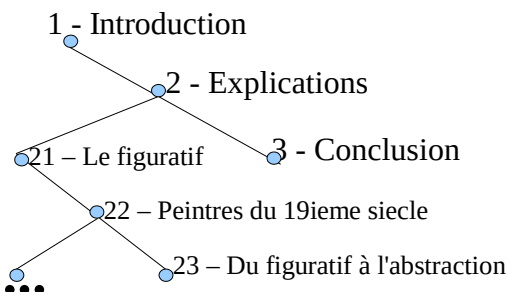 1 - Introduction
2 - Explications
3 - Conclusion
21 – Le figuratif
22 – Peintres du 19ieme siecle
23 – Du figuratif à l'abstraction
...